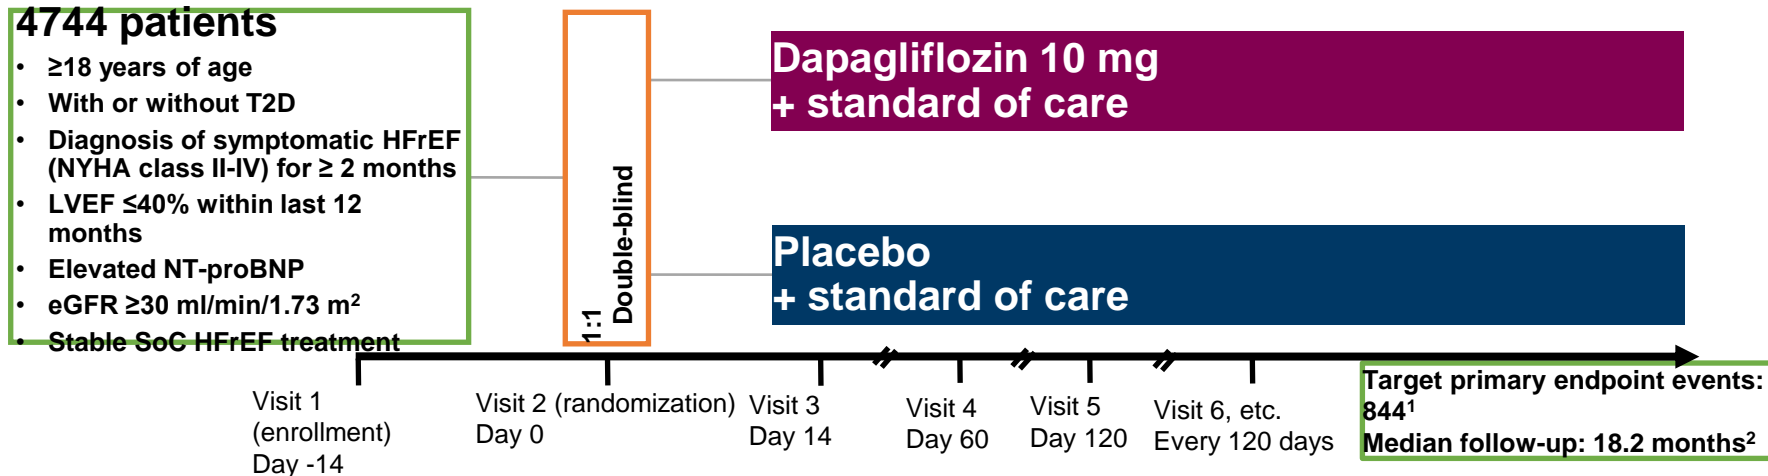 4744 patients
• ≥18 years of age
• With or without T2D
• Diagnosis of symptomatic HFrEF
(NYHA class II-IV) for ≥ 2 months
• LVEF ≤40% within last 12
months
• Elevated NT-proBNP
• eGFR ≥30 ml/min/1.73 m²
• Stable SoC HFrEF treatment
1:1
Double-blind
Dapagliflozin 10 mg
+ standard of care
Placebo
+ standard of care
Visit 1
(enrollment)
Day -14
Visit 2 (randomization)
Day 0
Visit 3
Day 14
Visit 4
Day 60
Visit 5
Day 120
Visit 6, etc.
Every 120 days
Target primary endpoint events:
844¹
Median follow-up: 18.2 months²